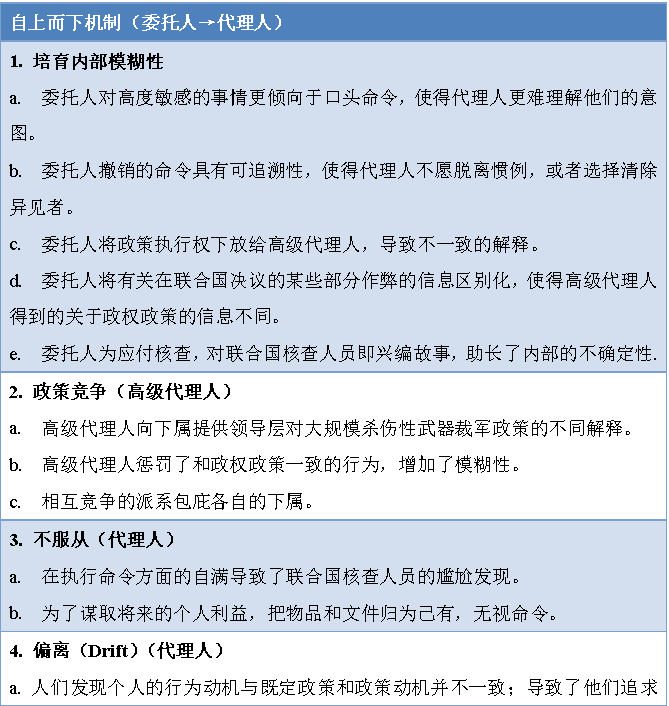 自上而下机制（委托人→代理人）
1. 培育内部模糊性
a. 委托人对高度敏感的事情更倾向于口头命令，使得代理人更难理解他们的意
图。
b. 委托人撤销的命令具有可追溯性，使得代理人不愿脱离惯例，或者选择清除
异见者。
c. 委托人将政策执行权下放给高级代理人，导致不一致的解释。
d. 委托人将有关在联合国决议的某些部分作弊的信息区别化，使得高级代理人
得到的关于政权政策的信息不同。
e. 委托人为应付核查，对联合国核查人员即兴编故事，助长了内部的不确定性.
2. 政策竞争（高级代理人）
a. 高级代理人向下属提供领导层对大规模杀伤性武器裁军政策的不同解释。
b. 高级代理人惩罚了和政权政策一致的行为，增加了模糊性。
c. 相互竞争的派系包庇各自的下属。
3. 不服从（代理人）
a. 在执行命令方面的自满导致了联合国核查人员的尴尬发现。
b. 为了谋取将来的个人利益，把物品和文件归为己有，无视命令。
4. 偏离（Drift）（代理人）
a. 人们发现个人的行为动机与既定政策和政策动机并不一致；导致了他们追求